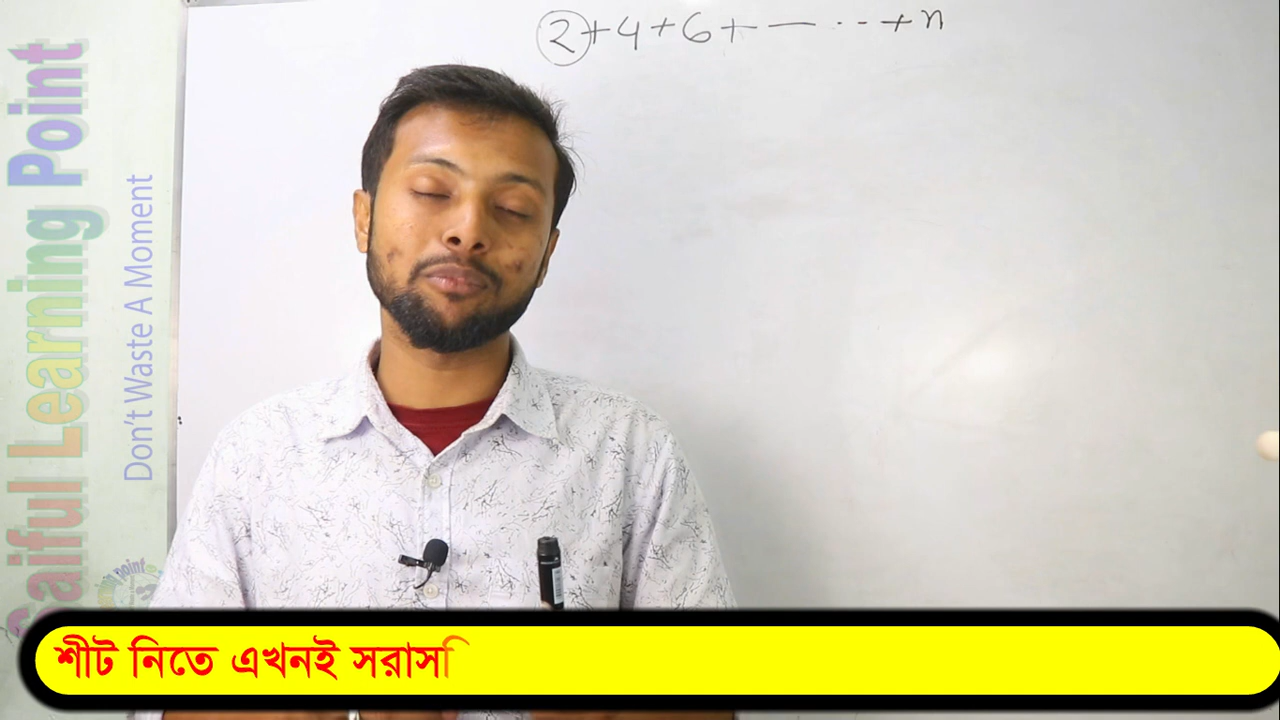 2+4+6+— ··+n
Saiful Learning Point
Don't Waste A Moment
শীট নিতে এখনই সরাসি